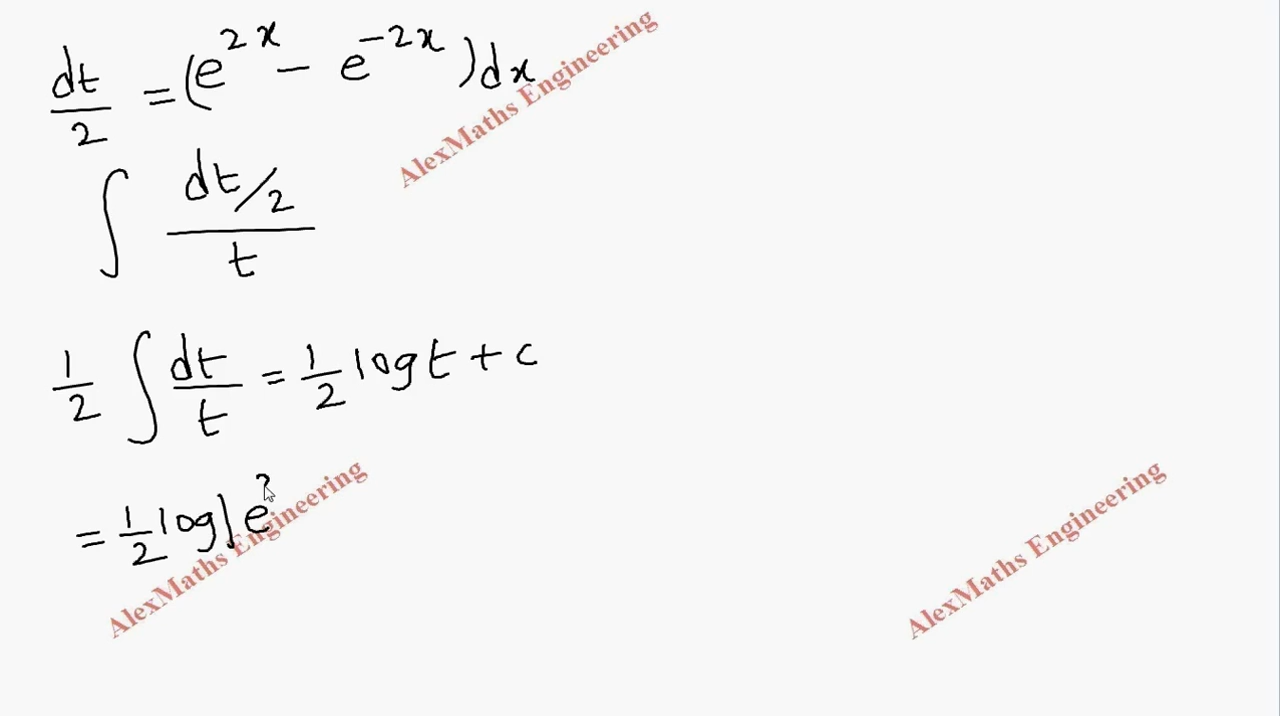 dt/2 = (e^2x − e^−2x)dx
AlexMaths Engineering
∫ dt/2 / t
1/2 ∫ dt/t = 1/2 log t + c
= 1/2 log|e^2
AlexMaths Engineering
AlexMaths Engineering